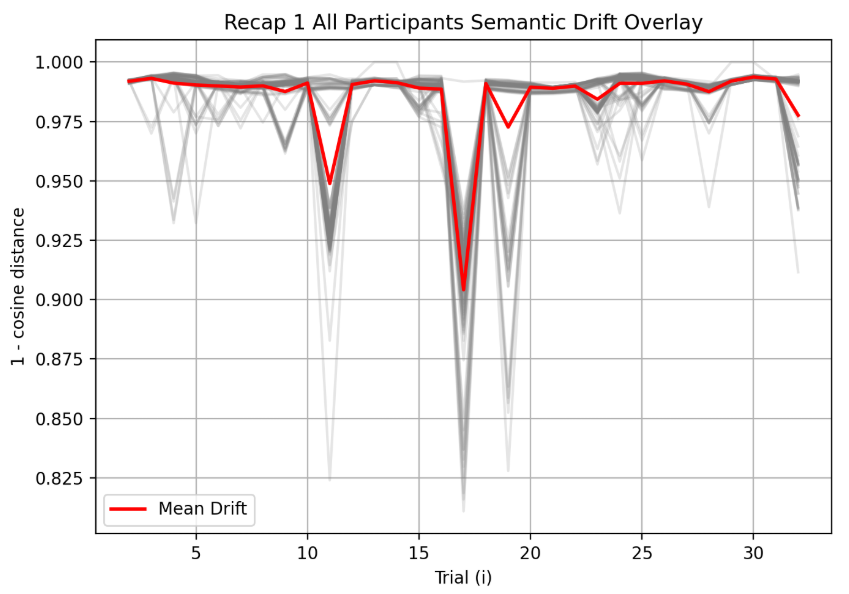 Recap 1 All Participants Semantic Drift Overlay
1 - cosine distance
1.000
0.975
0.950
0.925
0.900
0.875
0.850
0.825
Mean Drift
5 10 15 20 25 30
Trial (i)